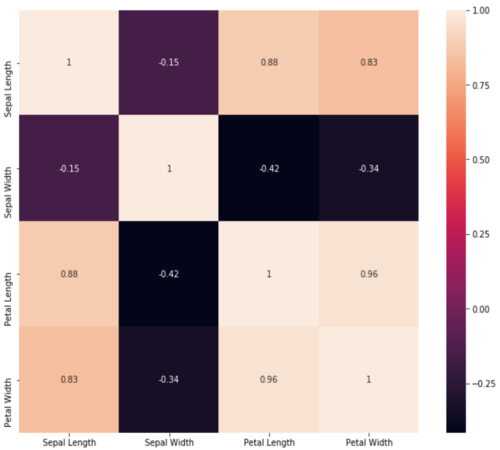 1.00
1 -0.15 0.88 0.83
Sepal Length
0.75
-0.15 1 -0.42 -0.34
Sepal Width
0.50
0.25
0.88 -0.42 1 0.96
Petal Length
0.00
0.83 -0.34 0.96 1
Petal Width
−0.25
Sepal Length Sepal Width Petal Length Petal Width